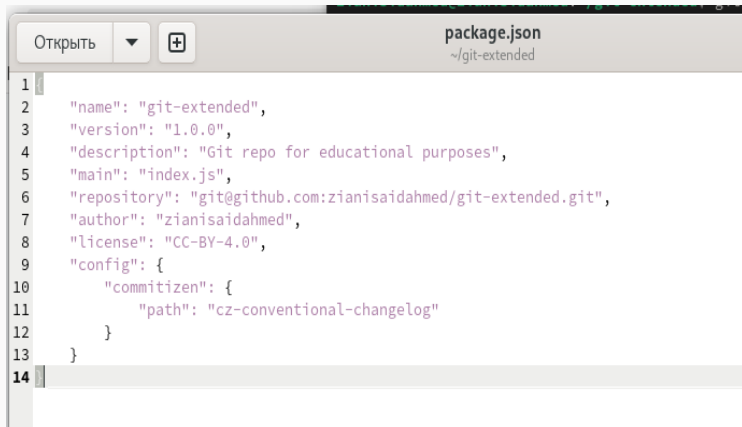 Открыть
package.json
~/git-extended
1 {
2 "name": "git-extended",
3 "version": "1.0.0",
4 "description": "Git repo for educational purposes",
5 "main": "index.js",
6 "repository": "git@github.com:zianisaidahmed/git-extended.git",
7 "author": "zianisaidahmed",
8 "license": "CC-BY-4.0",
9 "config": {
10 "commitizen": {
11 "path": "cz-conventional-changelog"
12 }
13 }
14 }